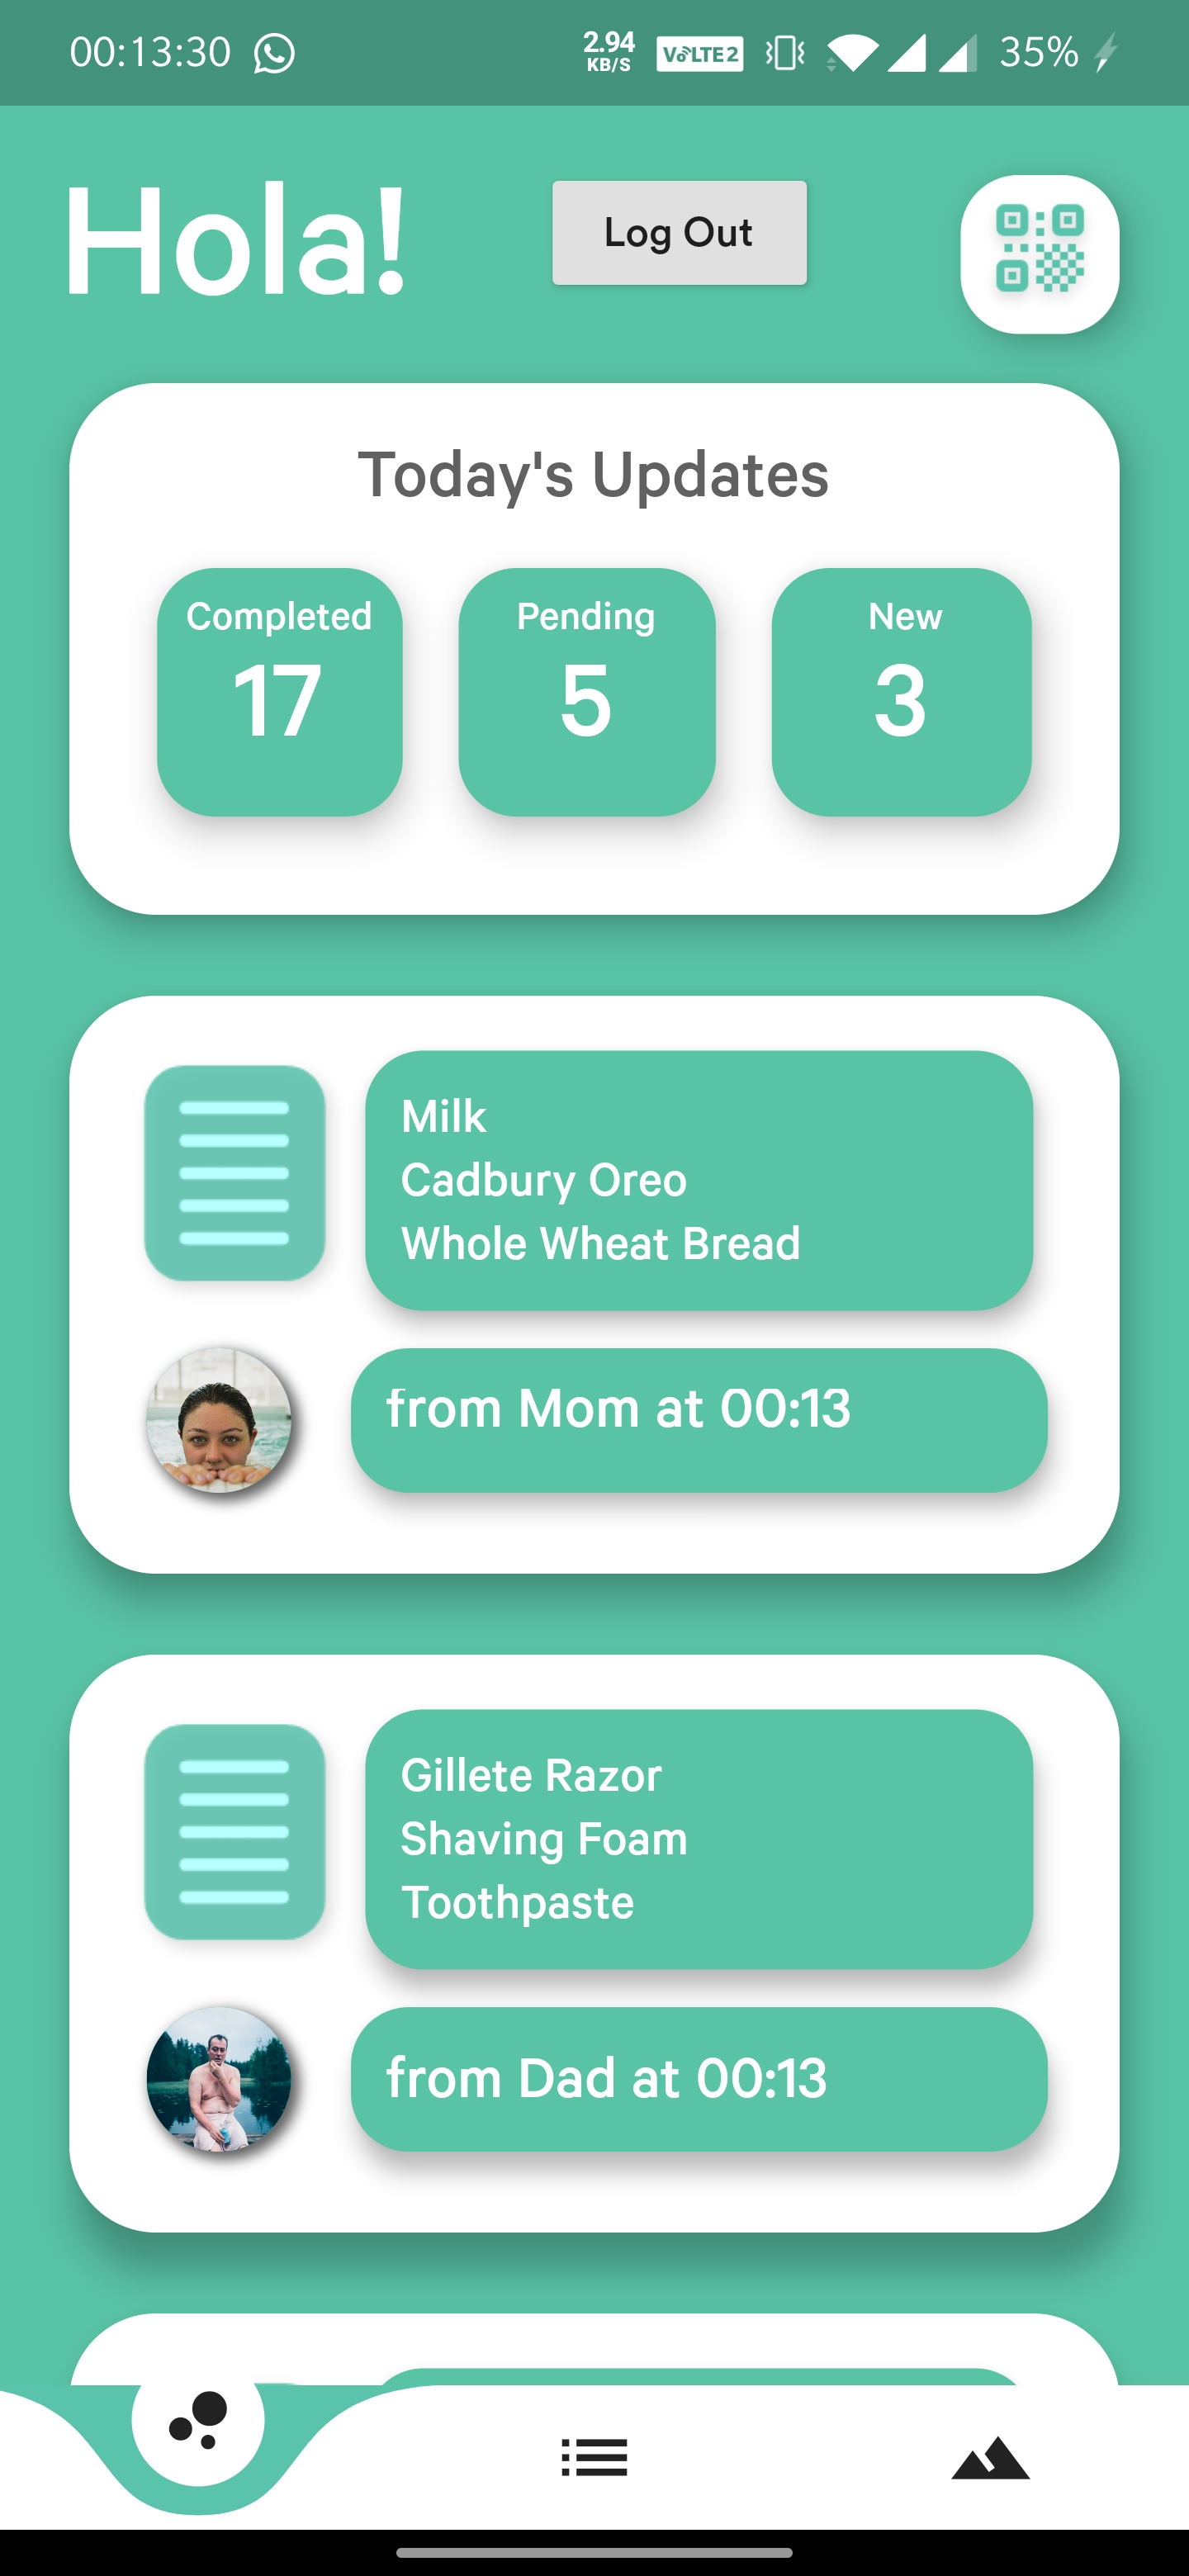 00:13:30 2.94 KB/S VoLTE2 35%
Hola!
Log Out
Today's Updates
Completed Pending New
17 5 3
Milk
Cadbury Oreo
Whole Wheat Bread
from Mom at 00:13
Gillete Razor
Shaving Foam
Toothpaste
from Dad at 00:13